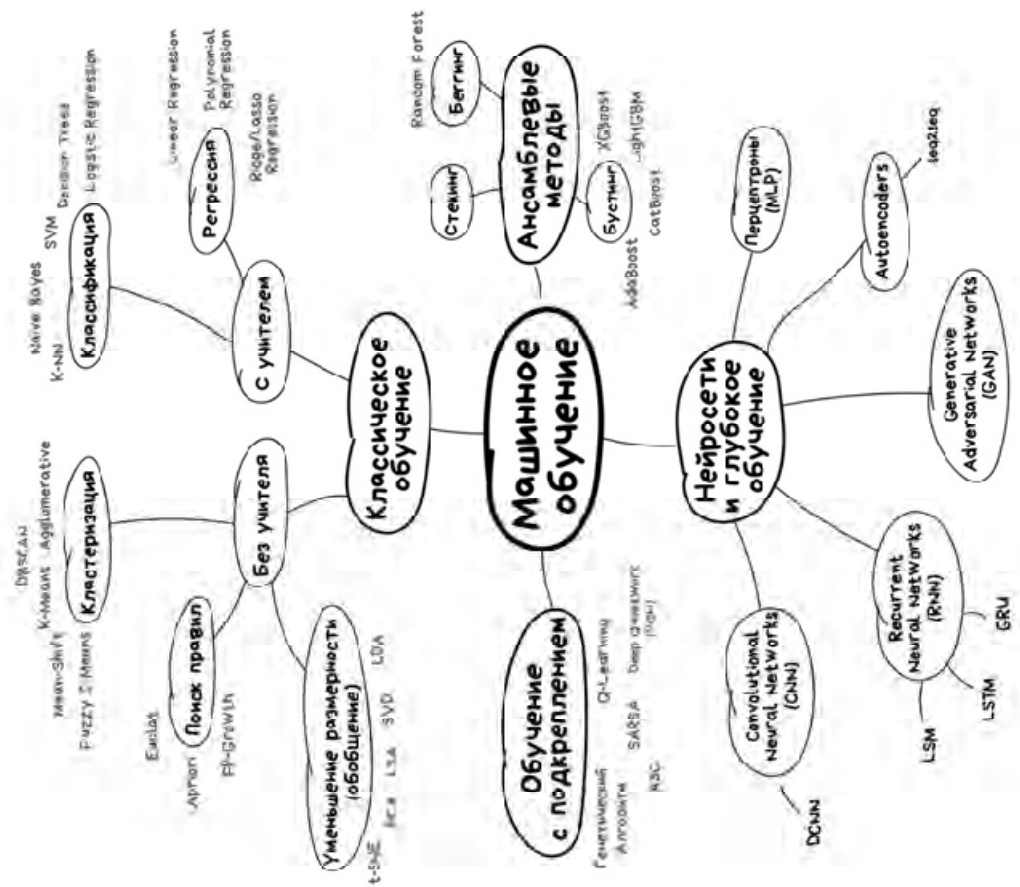 Машинное
обучение
Классическое
обучение
Без учителя
Кластеризация
Fuzzy C-Means
Mean-Shift
K-Means
DBSCAN
Agglomerative
Поиск правил
Euclat
Apriori
FP-Growth
Уменьшение размерности
(обобщение)
t-SNE
PCA
LSA
SVD
LDA
С учителем
Классификация
K-NN
Naive Bayes
SVM
Decision Trees
Logistic Regression
Регрессия
Linear Regression
Polynomial
Regression
Ridge/Lasso
Regression
Ансамблевые
методы
Стекинг
Беггинг
Random Forest
Бустинг
AdaBoost
CatBoost
XGBoost
LightGBM
Обучение
с подкреплением
Генетический
Алгоритм
A3C
SARSA
Q-Learning
Deep Q-Network
(DQN)
Нейросети
и глубокое
обучение
Convolutional
Neural Networks
(CNN)
DCNN
Recurrent
Neural Networks
(RNN)
LSM
LSTM
GRU
Generative
Adversarial Networks
(GAN)
Autoencoders
seq2seq
Перцептроны
(MLP)